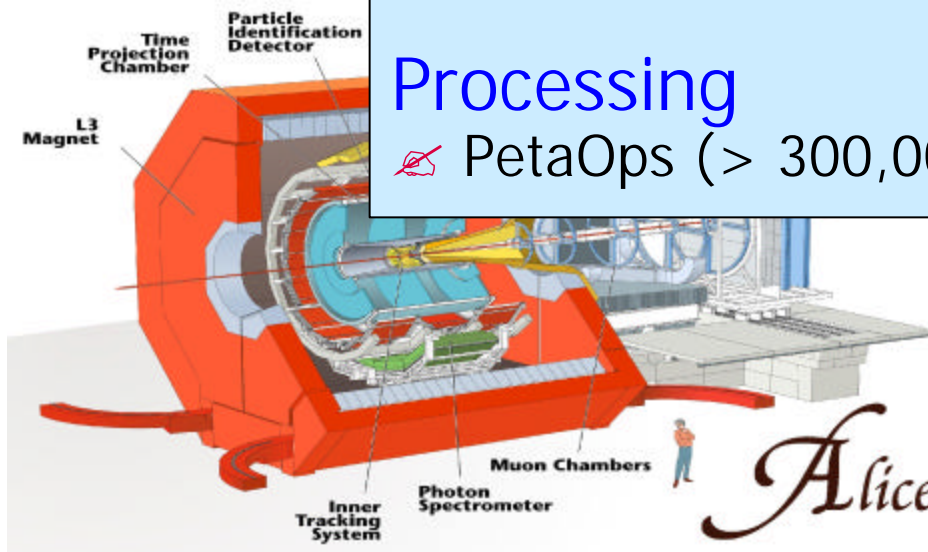 Particle
Identification
Detector
Time
Projection
Chamber
L3
Magnet
Processing
PetaOps (> 300,00
Muon Chambers
Photon
Spectrometer
Inner
Tracking
System
Alice